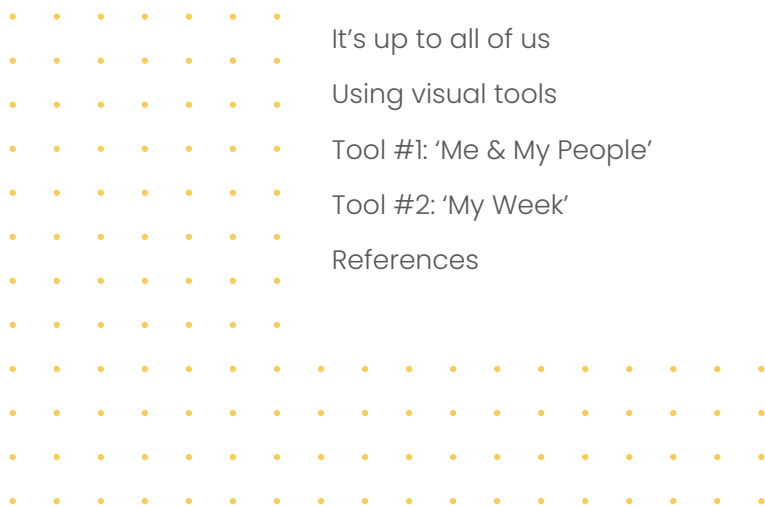 It’s up to all of us
Using visual tools
Tool #1: ‘Me & My People’
Tool #2: ‘My Week’
References